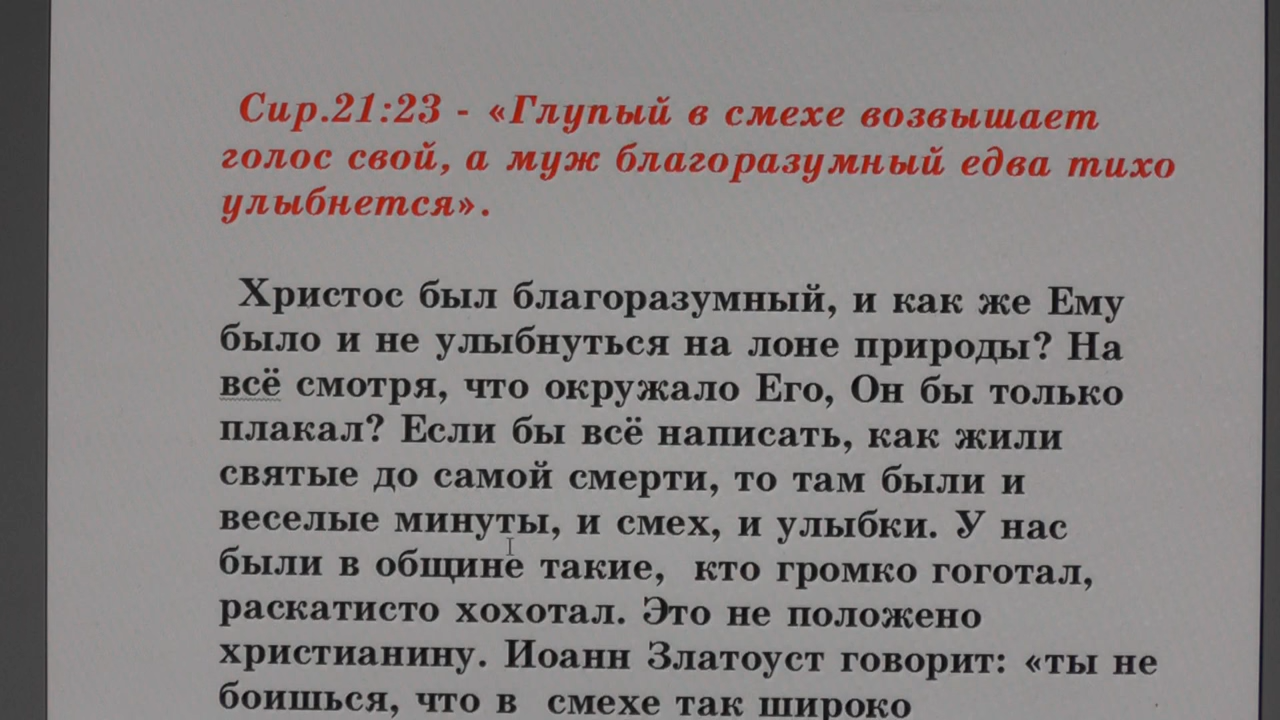 Сир.21:23 - «Глупый в смехе возвышает
голос свой, а муж благоразумный едва тихо
улыбнется».
Христос был благоразумный, и как же Ему
было и не улыбнуться на лоне природы? На
всё смотря, что окружало Его, Он бы только
плакал? Если бы всё написать, как жили
святые до самой смерти, то там были и
веселые минуты, и смех, и улыбки. У нас
были в общине такие,  кто громко гоготал,
раскатисто хохотал. Это не положено
христианину. Иоанн Златоуст говорит: «ты не
боишься, что в  смехе так широко